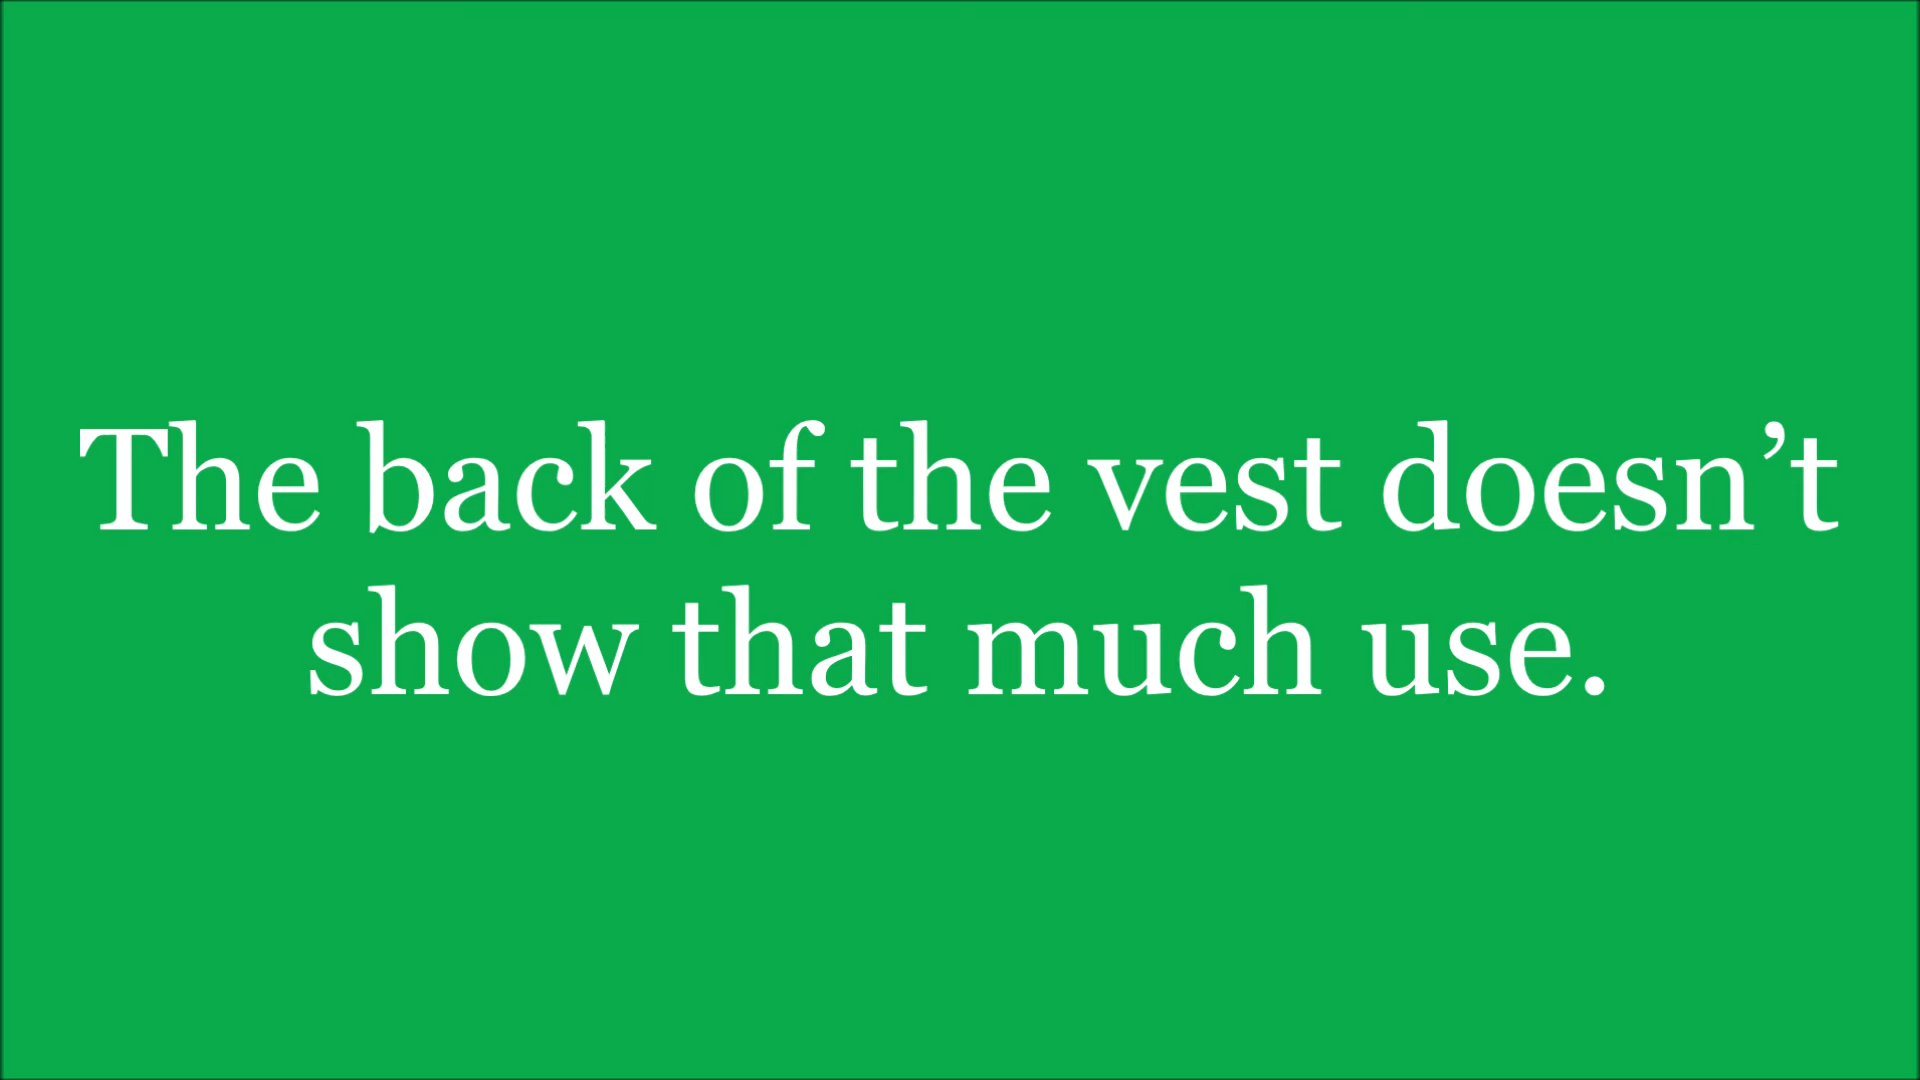 The back of the vest doesn’t
show that much use.